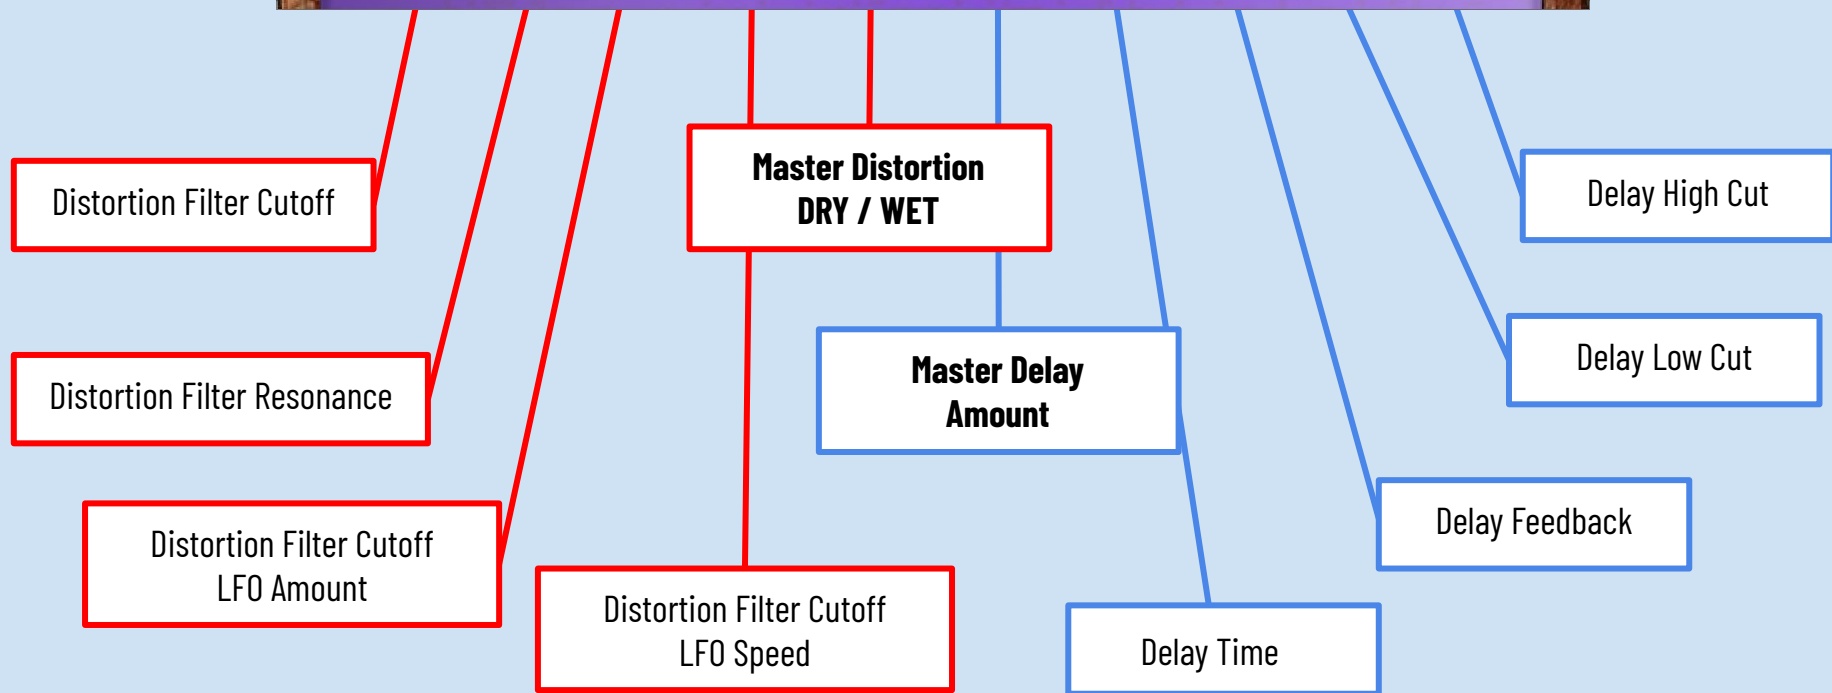 Master Distortion
DRY / WET
Distortion Filter Cutoff
Delay High Cut
Delay Low Cut
Master Delay
Amount
Distortion Filter Resonance
Delay Feedback
Distortion Filter Cutoff
LFO Amount
Distortion Filter Cutoff
LFO Speed
Delay Time